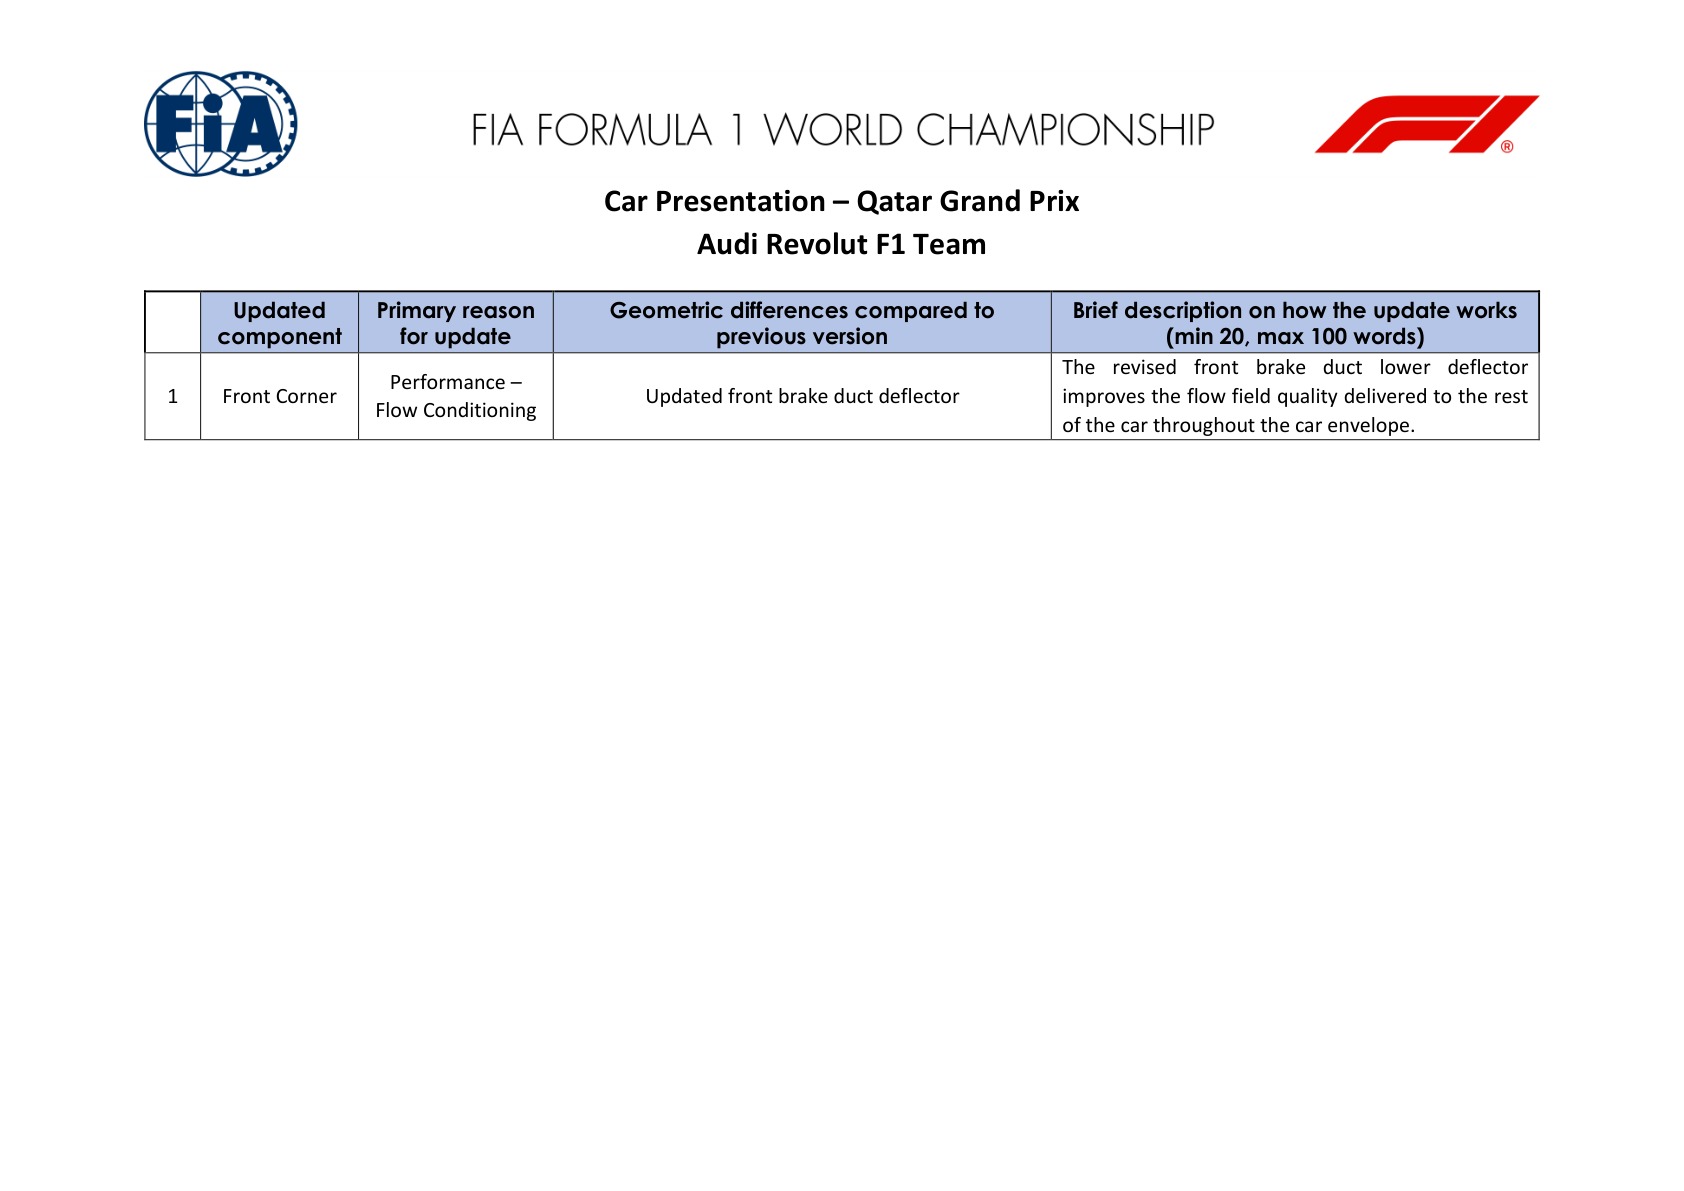 FiA
FIA FORMULA 1 WORLD CHAMPIONSHIP
F1
®
Car Presentation – Qatar Grand Prix
Audi Revolut F1 Team
Updated
component
Primary reason
for update
Geometric differences compared to
previous version
Brief description on how the update works
(min 20, max 100 words)
1
Front Corner
Performance –
Flow Conditioning
Updated front brake duct deflector
The revised front brake duct lower deflector
improves the flow field quality delivered to the rest
of the car throughout the car envelope.